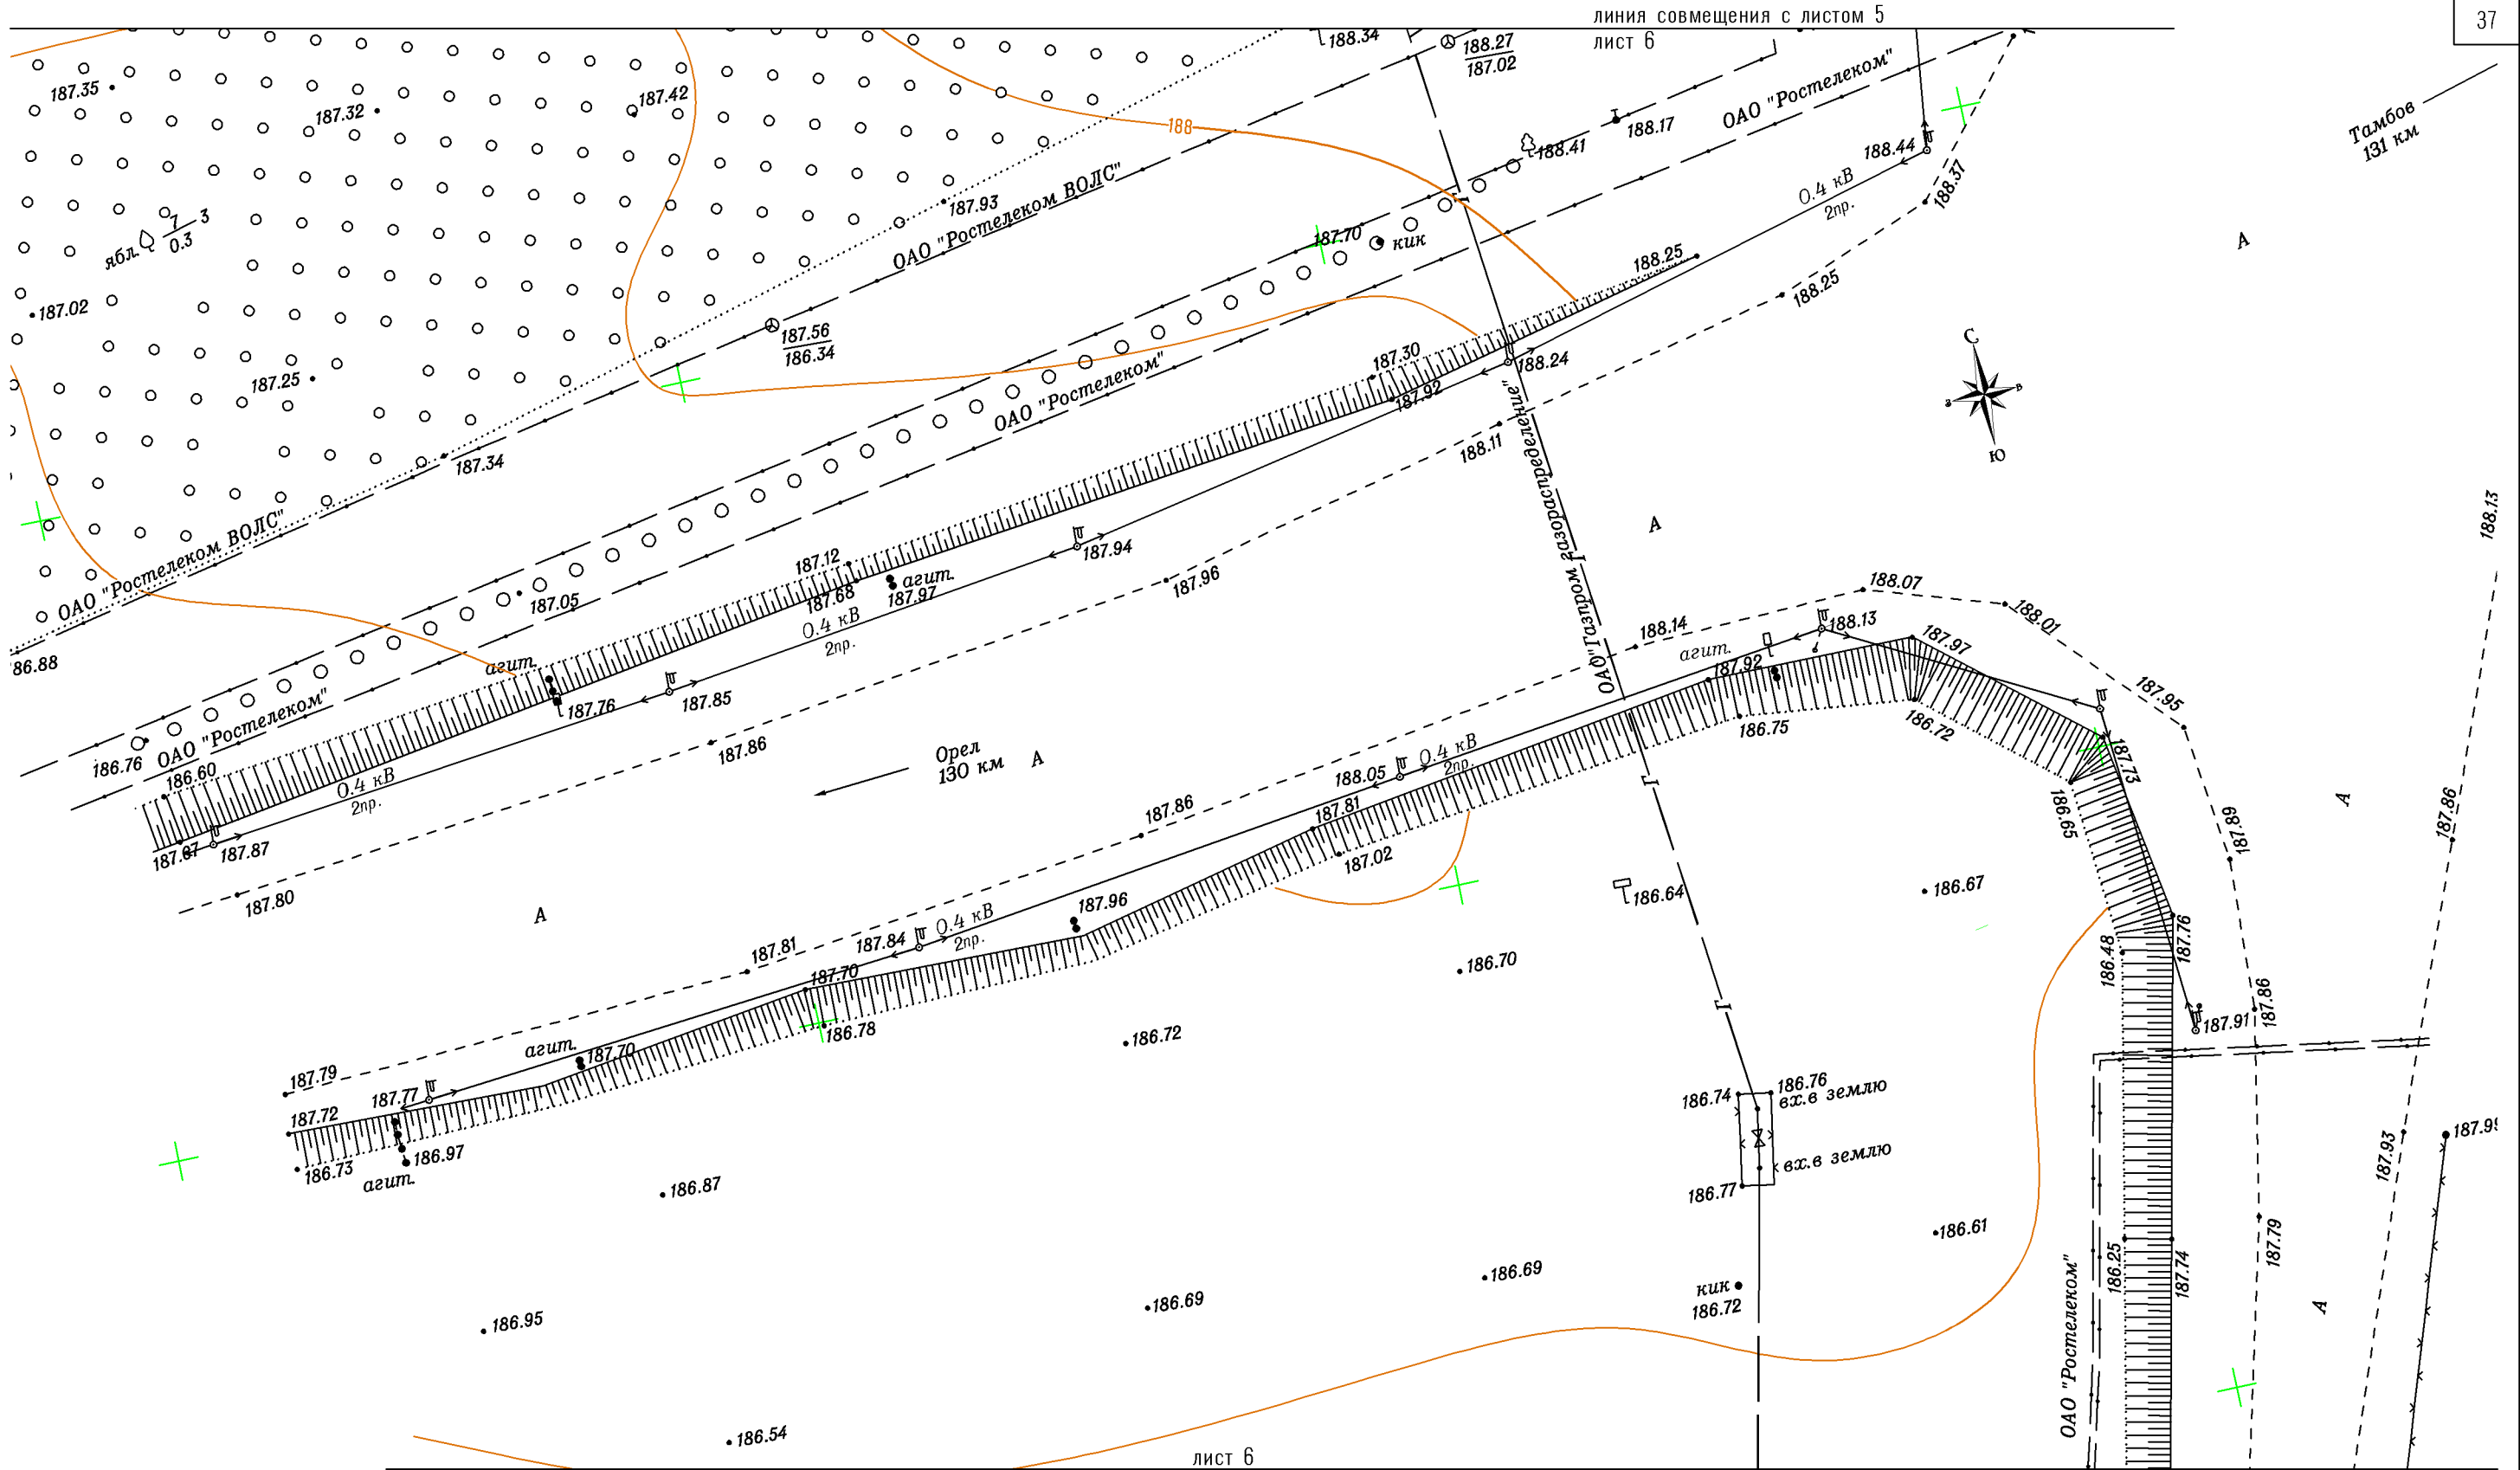 линия совмещения с листом 5
лист 6
37
188.34
188.27
187.02
187.35
187.32
187.42
188
188.17
188.41
ОАО "Ростелеком"
188.44
Тамбов
131 км
188.37
0.4 кВ
2пр.
187.93
ОАО "Ростелеком ВОЛС"
ябл.
7
0.3
3
187.70
кик
188.25
188.25
А
187.02
187.56
186.34
187.25
187.30
188.24
187.92
С
в
з
Ю
ОАО "Ростелеком"
187.34
188.11
ОАО "Газпром газораспределение"
Г
ОАО "Ростелеком ВОЛС"
187.94
187.12
агит.
187.97
187.68
187.96
А
188.13
187.05
0.4 кВ
2пр.
188.07
188.01
188.14
188.13
агит.
187.92
187.97
187.95
агит.
187.76
187.85
187.86
186.75
186.72
ОАО "Ростелеком"
186.76
186.60
0.4 кВ
2пр.
Орел
130 км
А
188.05
0.4 кВ
2пр.
Г
187.73
187.86
187.81
186.65
187.89
А
187.86
187.87
187.80
187.02
186.64
186.67
А
187.96
187.84
0.4 кВ
2пр.
187.81
187.70
186.70
186.48
187.76
187.86
187.91
Г
186.78
186.72
агит.
187.70
187.79
187.77
187.72
186.74
186.76
вх.в землю
вх.в землю
186.77
187.93
187.99
186.73
186.97
агит.
186.87
186.61
187.79
186.25
187.74
186.69
186.69
кик
186.72
186.95
А
ОАО "Ростелеком"
186.54
лист 6